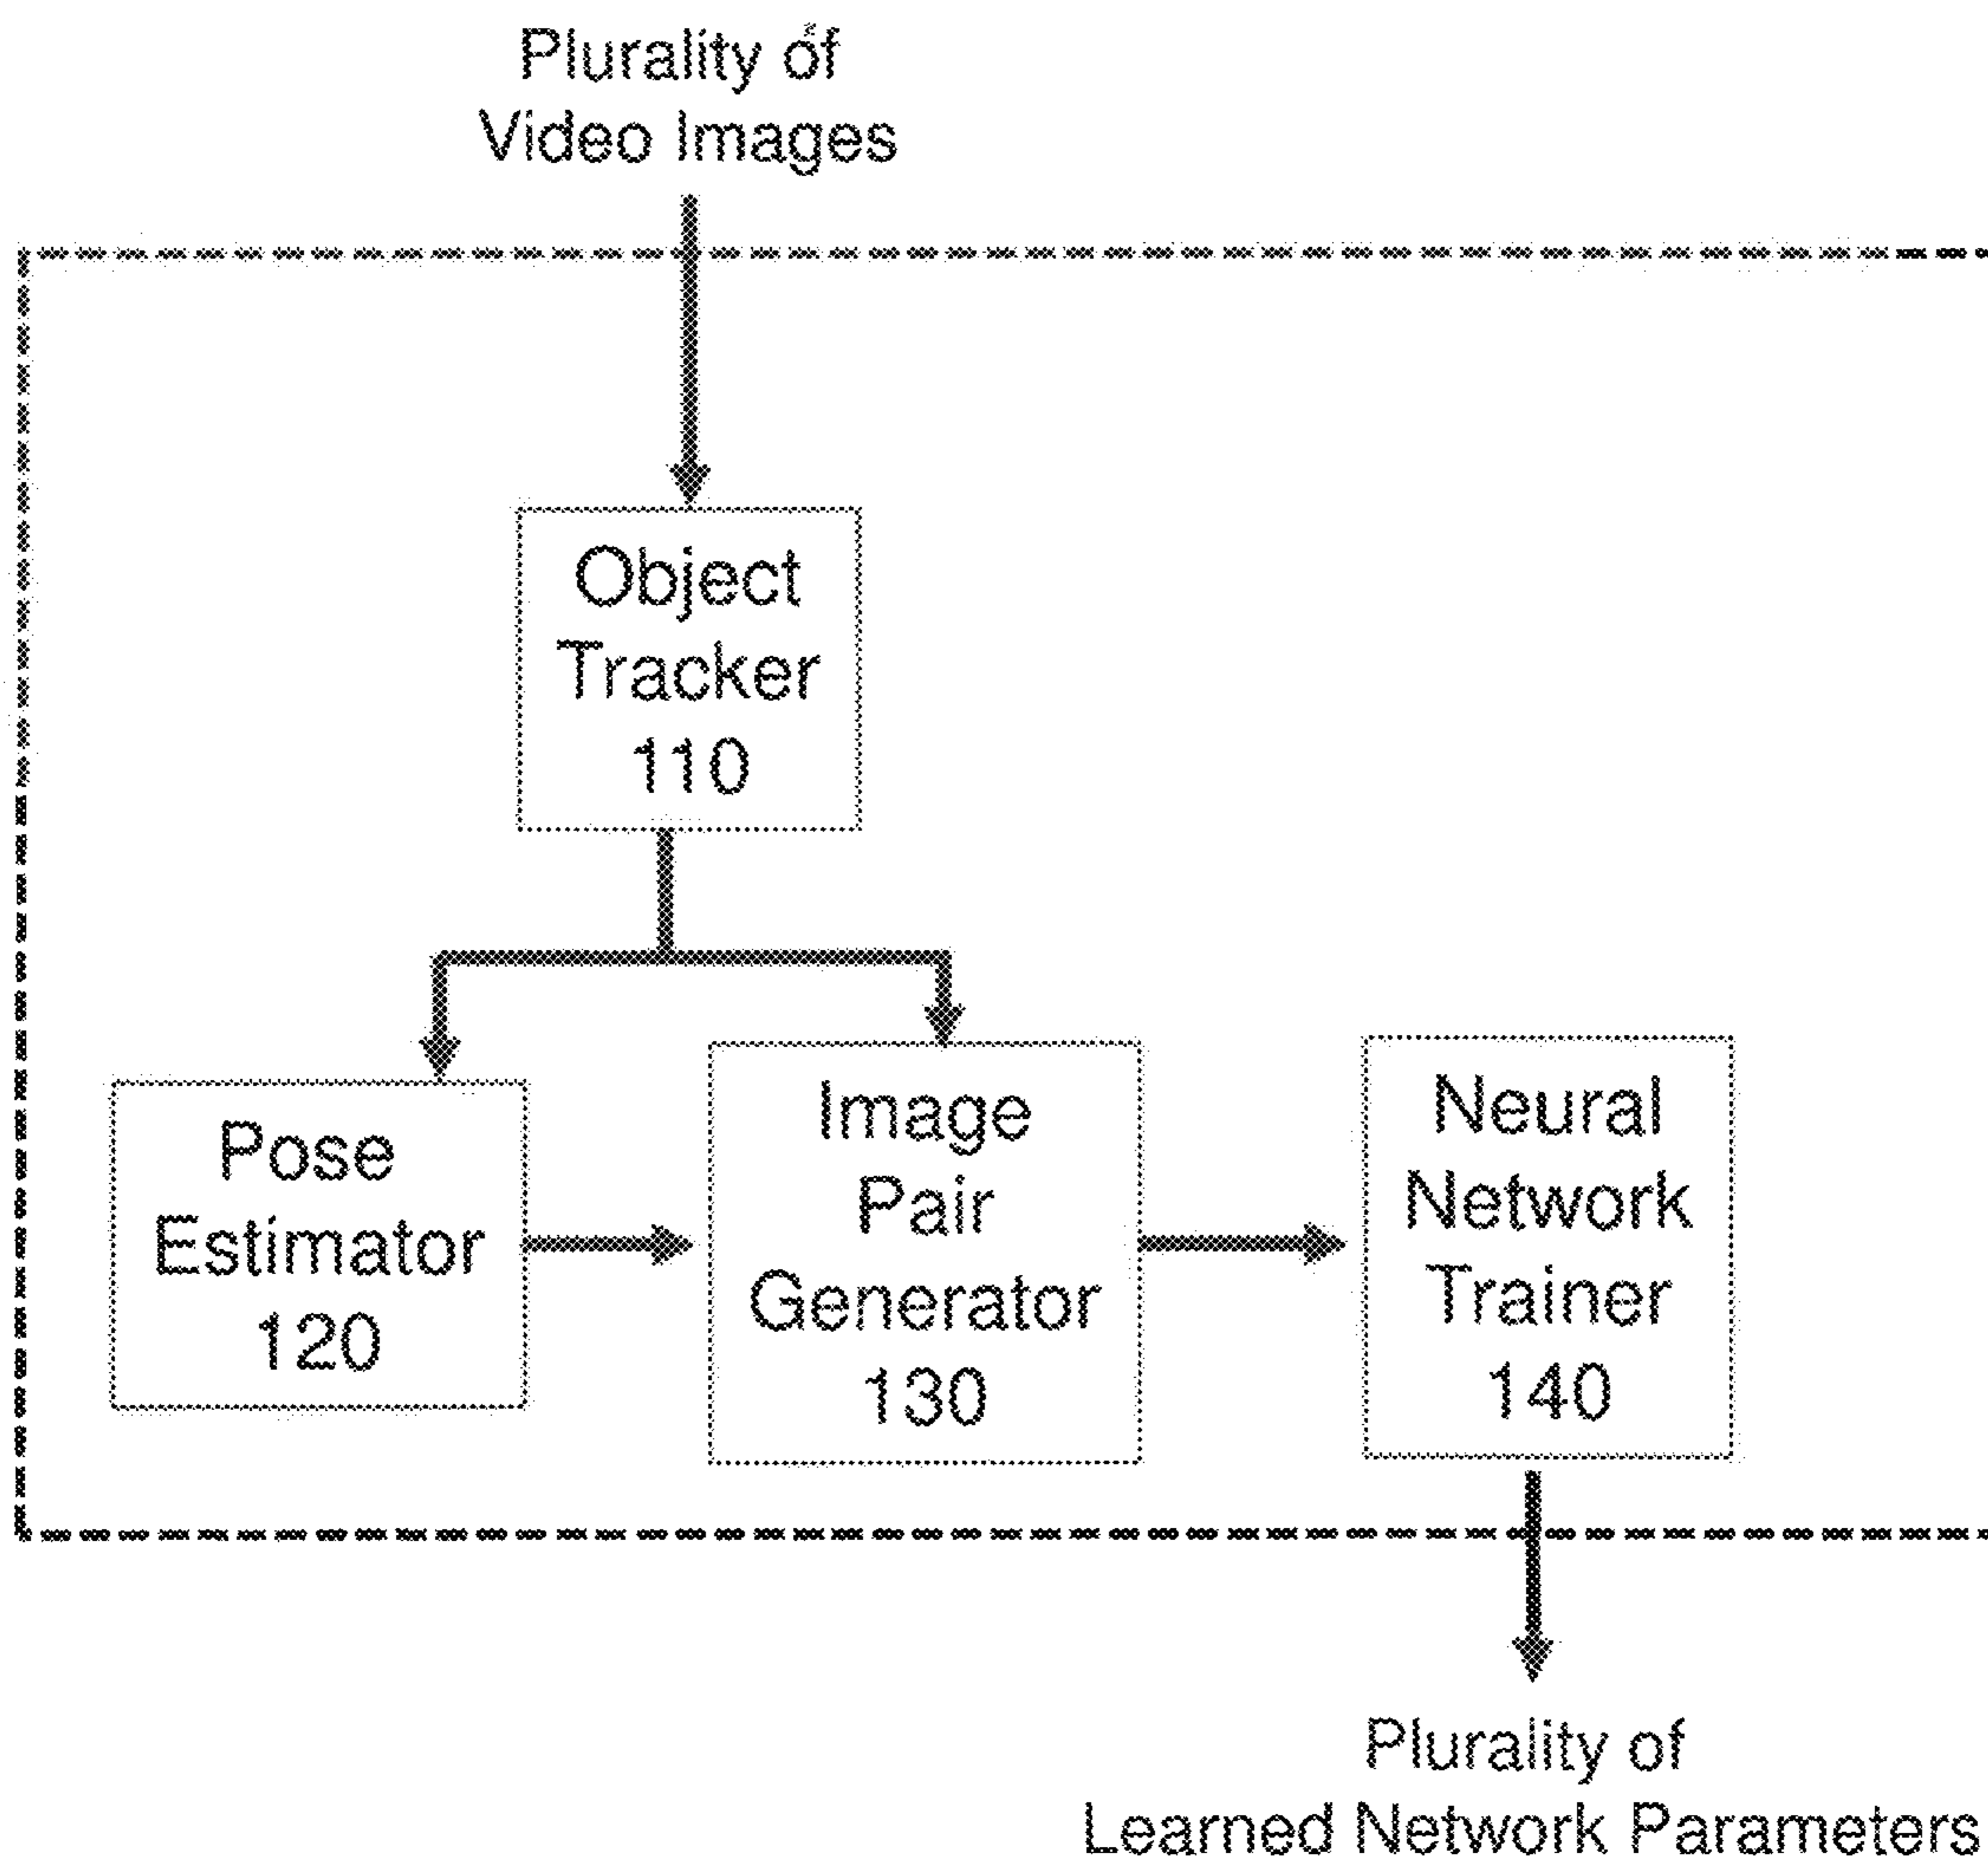 Plurality of
Video Images
Object
Tracker
110
Pose
Estimator
120
Image
Pair
Generator
130
Neural
Network
Trainer
140
Plurality of
Learned Network Parameters